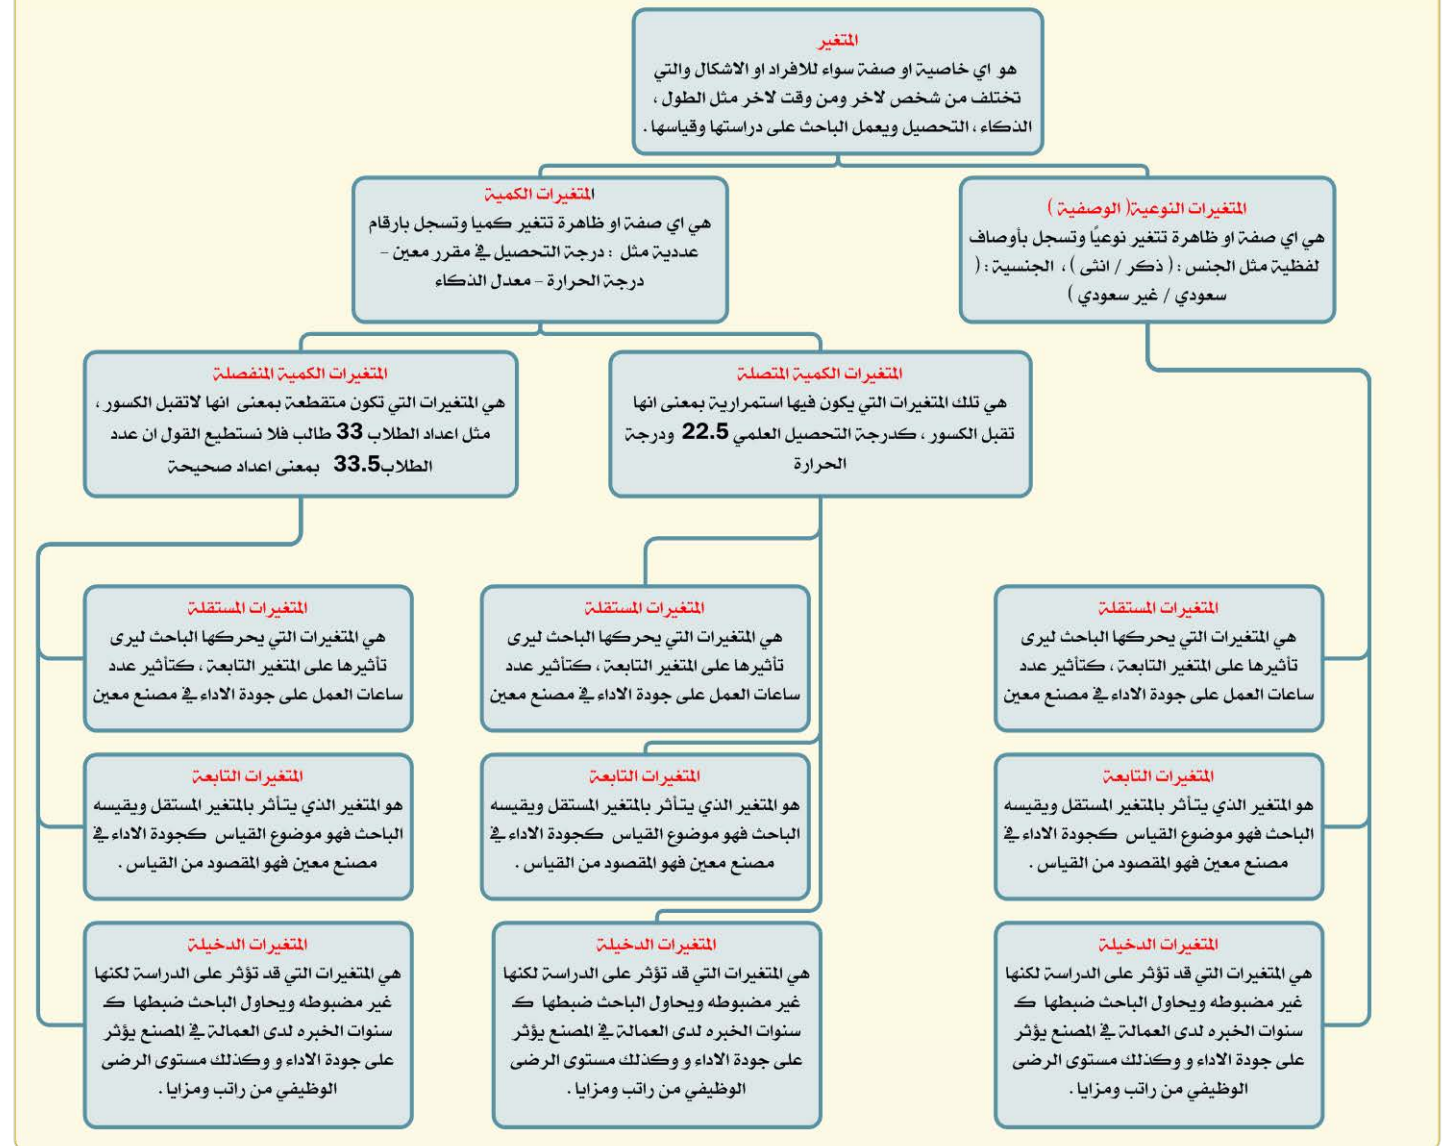 المتغير
هو اي خاصية او صفة سواء للافراد او الاشكال والتي
تختلف من شخص لاخر ومن وقت لاخر مثل الطول ،
الذكاء ، التحصيل ويعمل الباحث على دراستها وقياسها .
المتغيرات النوعية( الوصفية )
هي اي صفة او ظاهرة تتغير نوعيًا وتسجل بأوصاف
لفظية مثل الجنس : ( ذكر / انثى ) ، الجنسية : (
سعودي / غير سعودي )
المتغيرات الكمية
هي اي صفة او ظاهرة تتغير كميا وتسجل بارقام
عددية مثل : درجة التحصيل في مقرر معين –
درجة الحرارة – معدل الذكاء
المتغيرات الكمية المتصلة
هي تلك المتغيرات التي يكون فيها استمرارية بمعنى انها
تقبل الكسور ، كدرجة التحصيل العلمي 22.5 ودرجة
الحرارة
المتغيرات الكمية المنفصلة
هي المتغيرات التي تكون متقطعة بمعنى انها لاتقبل الكسور ،
مثل اعداد الطلاب 33 طالب فلا نستطيع القول ان عدد
الطلاب33.5 بمعنى اعداد صحيحة
المتغيرات المستقلة
هي المتغيرات التي يحركها الباحث ليرى
تأثيرها على المتغير التابعة ، كتأثير عدد
ساعات العمل على جودة الاداء في مصنع معين
المتغيرات التابعة
هو المتغير الذي يتأثر بالمتغير المستقل ويقيسه
الباحث فهو موضوع القياس كجودة الاداء في
مصنع معين فهو المقصود من القياس .
المتغيرات الدخيلة
هي المتغيرات التي قد تؤثر على الدراسة لكنها
غير مضبوطه ويحاول الباحث ضبطها ك
سنوات الخبره لدى العمالة في المصنع يؤثر
على جودة الاداء و وكذلك مستوى الرضى
الوظيفي من راتب ومزايا .
المتغيرات المستقلة
هي المتغيرات التي يحركها الباحث ليرى
تأثيرها على المتغير التابعة ، كتأثير عدد
ساعات العمل على جودة الاداء في مصنع معين
المتغيرات التابعة
هو المتغير الذي يتأثر بالمتغير المستقل ويقيسه
الباحث فهو موضوع القياس كجودة الاداء في
مصنع معين فهو المقصود من القياس .
المتغيرات الدخيلة
هي المتغيرات التي قد تؤثر على الدراسة لكنها
غير مضبوطه ويحاول الباحث ضبطها ك
سنوات الخبره لدى العمالة في المصنع يؤثر
على جودة الاداء و وكذلك مستوى الرضى
الوظيفي من راتب ومزايا .
المتغيرات المستقلة
هي المتغيرات التي يحركها الباحث ليرى
تأثيرها على المتغير التابعة ، كتأثير عدد
ساعات العمل على جودة الاداء في مصنع معين
المتغيرات التابعة
هو المتغير الذي يتأثر بالمتغير المستقل ويقيسه
الباحث فهو موضوع القياس كجودة الاداء في
مصنع معين فهو المقصود من القياس .
المتغيرات الدخيلة
هي المتغيرات التي قد تؤثر على الدراسة لكنها
غير مضبوطه ويحاول الباحث ضبطها ك
سنوات الخبره لدى العمالة في المصنع يؤثر
على جودة الاداء و وكذلك مستوى الرضى
الوظيفي من راتب ومزايا .